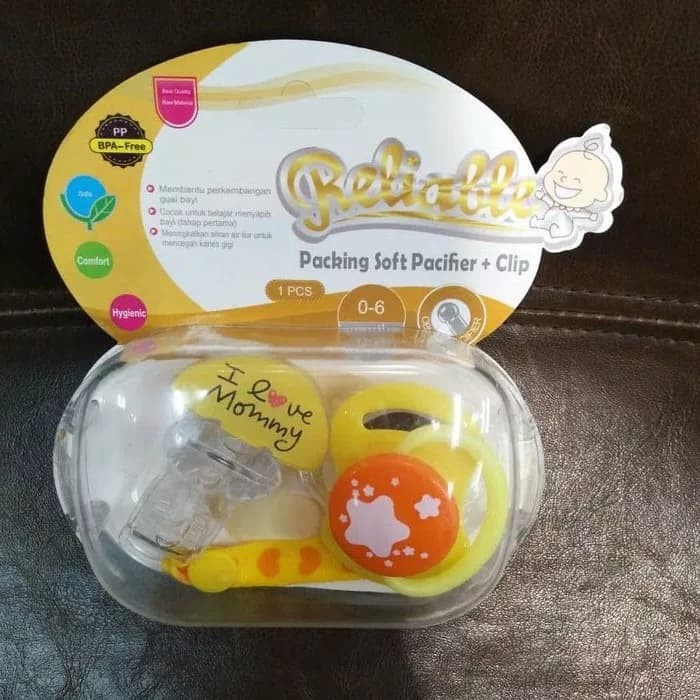 Best Quality
Raw Material
PP
BPA-Free
Safe
Comfort
Hygienic
Membantu perkembangan
gusi bayi
Cocok untuk belajar menyapih
bayi (tahap pertama)
Meningkatkan aliran air liur untuk
mencegah karies gigi
Reliable
Packing Soft Pacifier + Clip
1 PCS
0-6
I love
Mommy